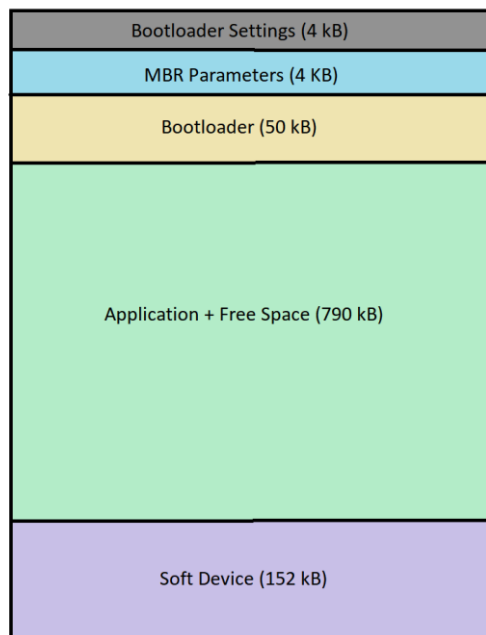 Bootloader Settings (4 kB)
MBR Parameters (4 KB)
Bootloader (50 kB)
Application + Free Space (790 kB)
Soft Device (152 kB)